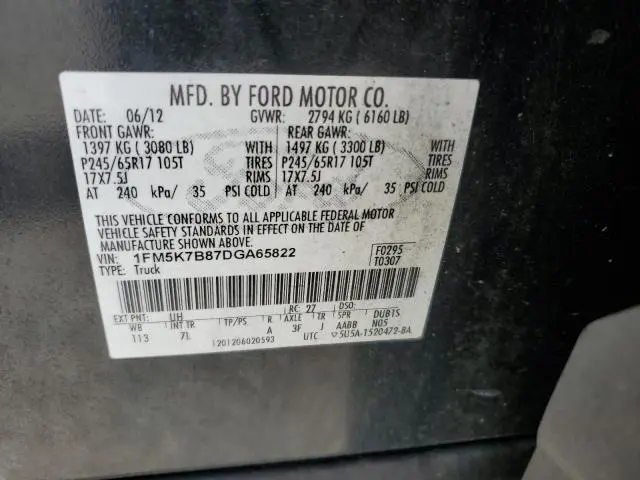 MFD. BY FORD MOTOR CO.
DATE: 06/12 GVWR: 2794 KG ( 6160 LB)
FRONT GAWR: REAR GAWR:
1397 KG ( 3080 LB) WITH 1497 KG ( 3300 LB) WITH
P245/65R17 105T TIRES P245/65R17 105T TIRES
17X7.5J RIMS 17X7.5J RIMS
AT 240 kPa/ 35 PSI COLD AT 240 kPa/ 35 PSI COLD
THIS VEHICLE CONFORMS TO ALL APPLICABLE FEDERAL MOTOR
VEHICLE SAFETY STANDARDS IN EFFECT ON THE DATE OF
MANUFACTURE SHOWN ABOVE.
VIN: 1FM5K7B87DGA65822 F0295
TYPE: Truck T0307
EXT PNT: UH RC: 27 DSO:
WB INT TR TP/PS R AXLE TR SPR DUBTS
113 7L A 3F J AABB N05
1201206020593 UTC ▽5U5A-1520472-BA
Ford